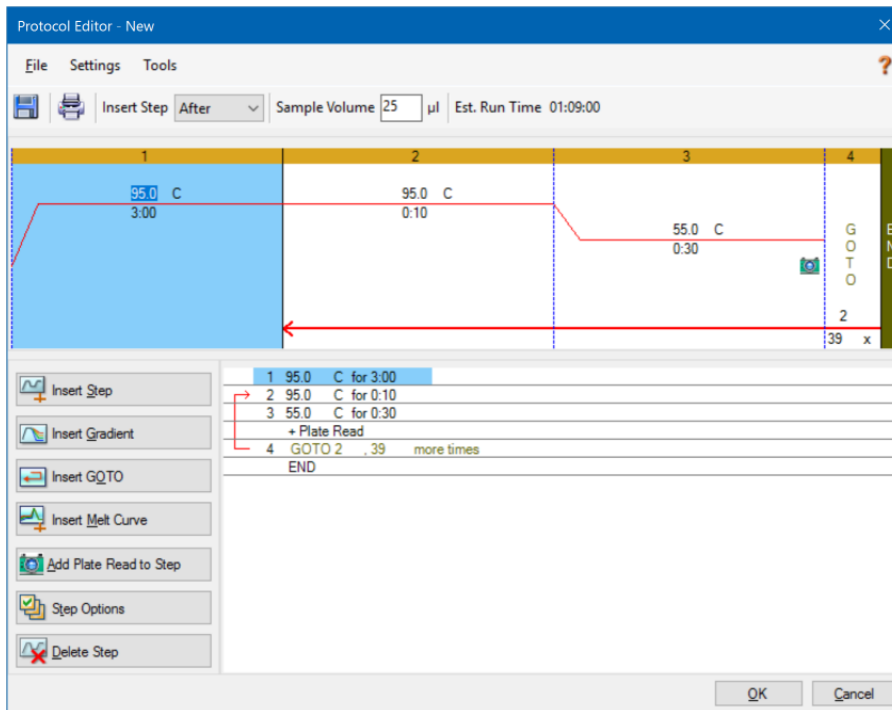 Protocol Editor - New
File Settings Tools ?
Insert Step After Sample Volume 25 µl Est. Run Time 01:09:00
1 2 3 4
95.0 C 95.0 C
3:00 0:10
55.0 C
0:30
GOTO
END
2
39 x
Insert Step
Insert Gradient
Insert GOTO
Insert Melt Curve
Add Plate Read to Step
Step Options
Delete Step
1 95.0 C for 3:00
2 95.0 C for 0:10
3 55.0 C for 0:30
+ Plate Read
4 GOTO 2 , 39 more times
END
OK Cancel